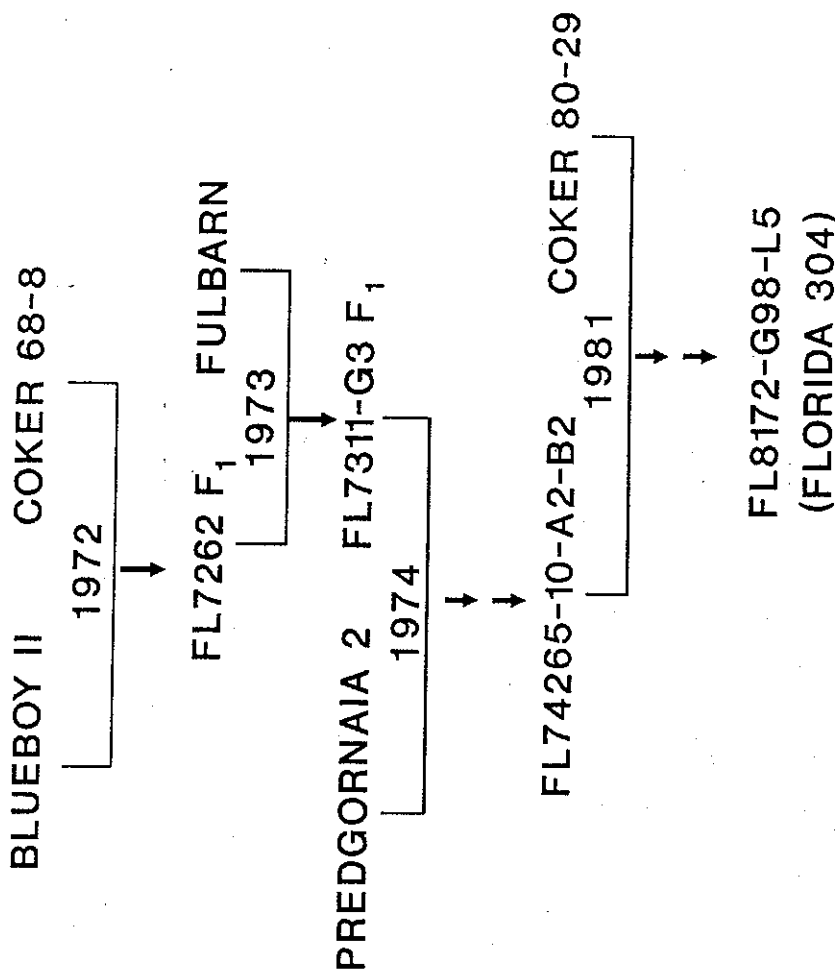 BLUEBOY II COKER 68-8
1972
FL7262 F1 FULBARN
1973
PREDGORNAIA 2 FL7311-G3 F1
1974
FL74265-10-A2-B2 COKER 80-29
1981
FL8172-G98-L5
(FLORIDA 304)